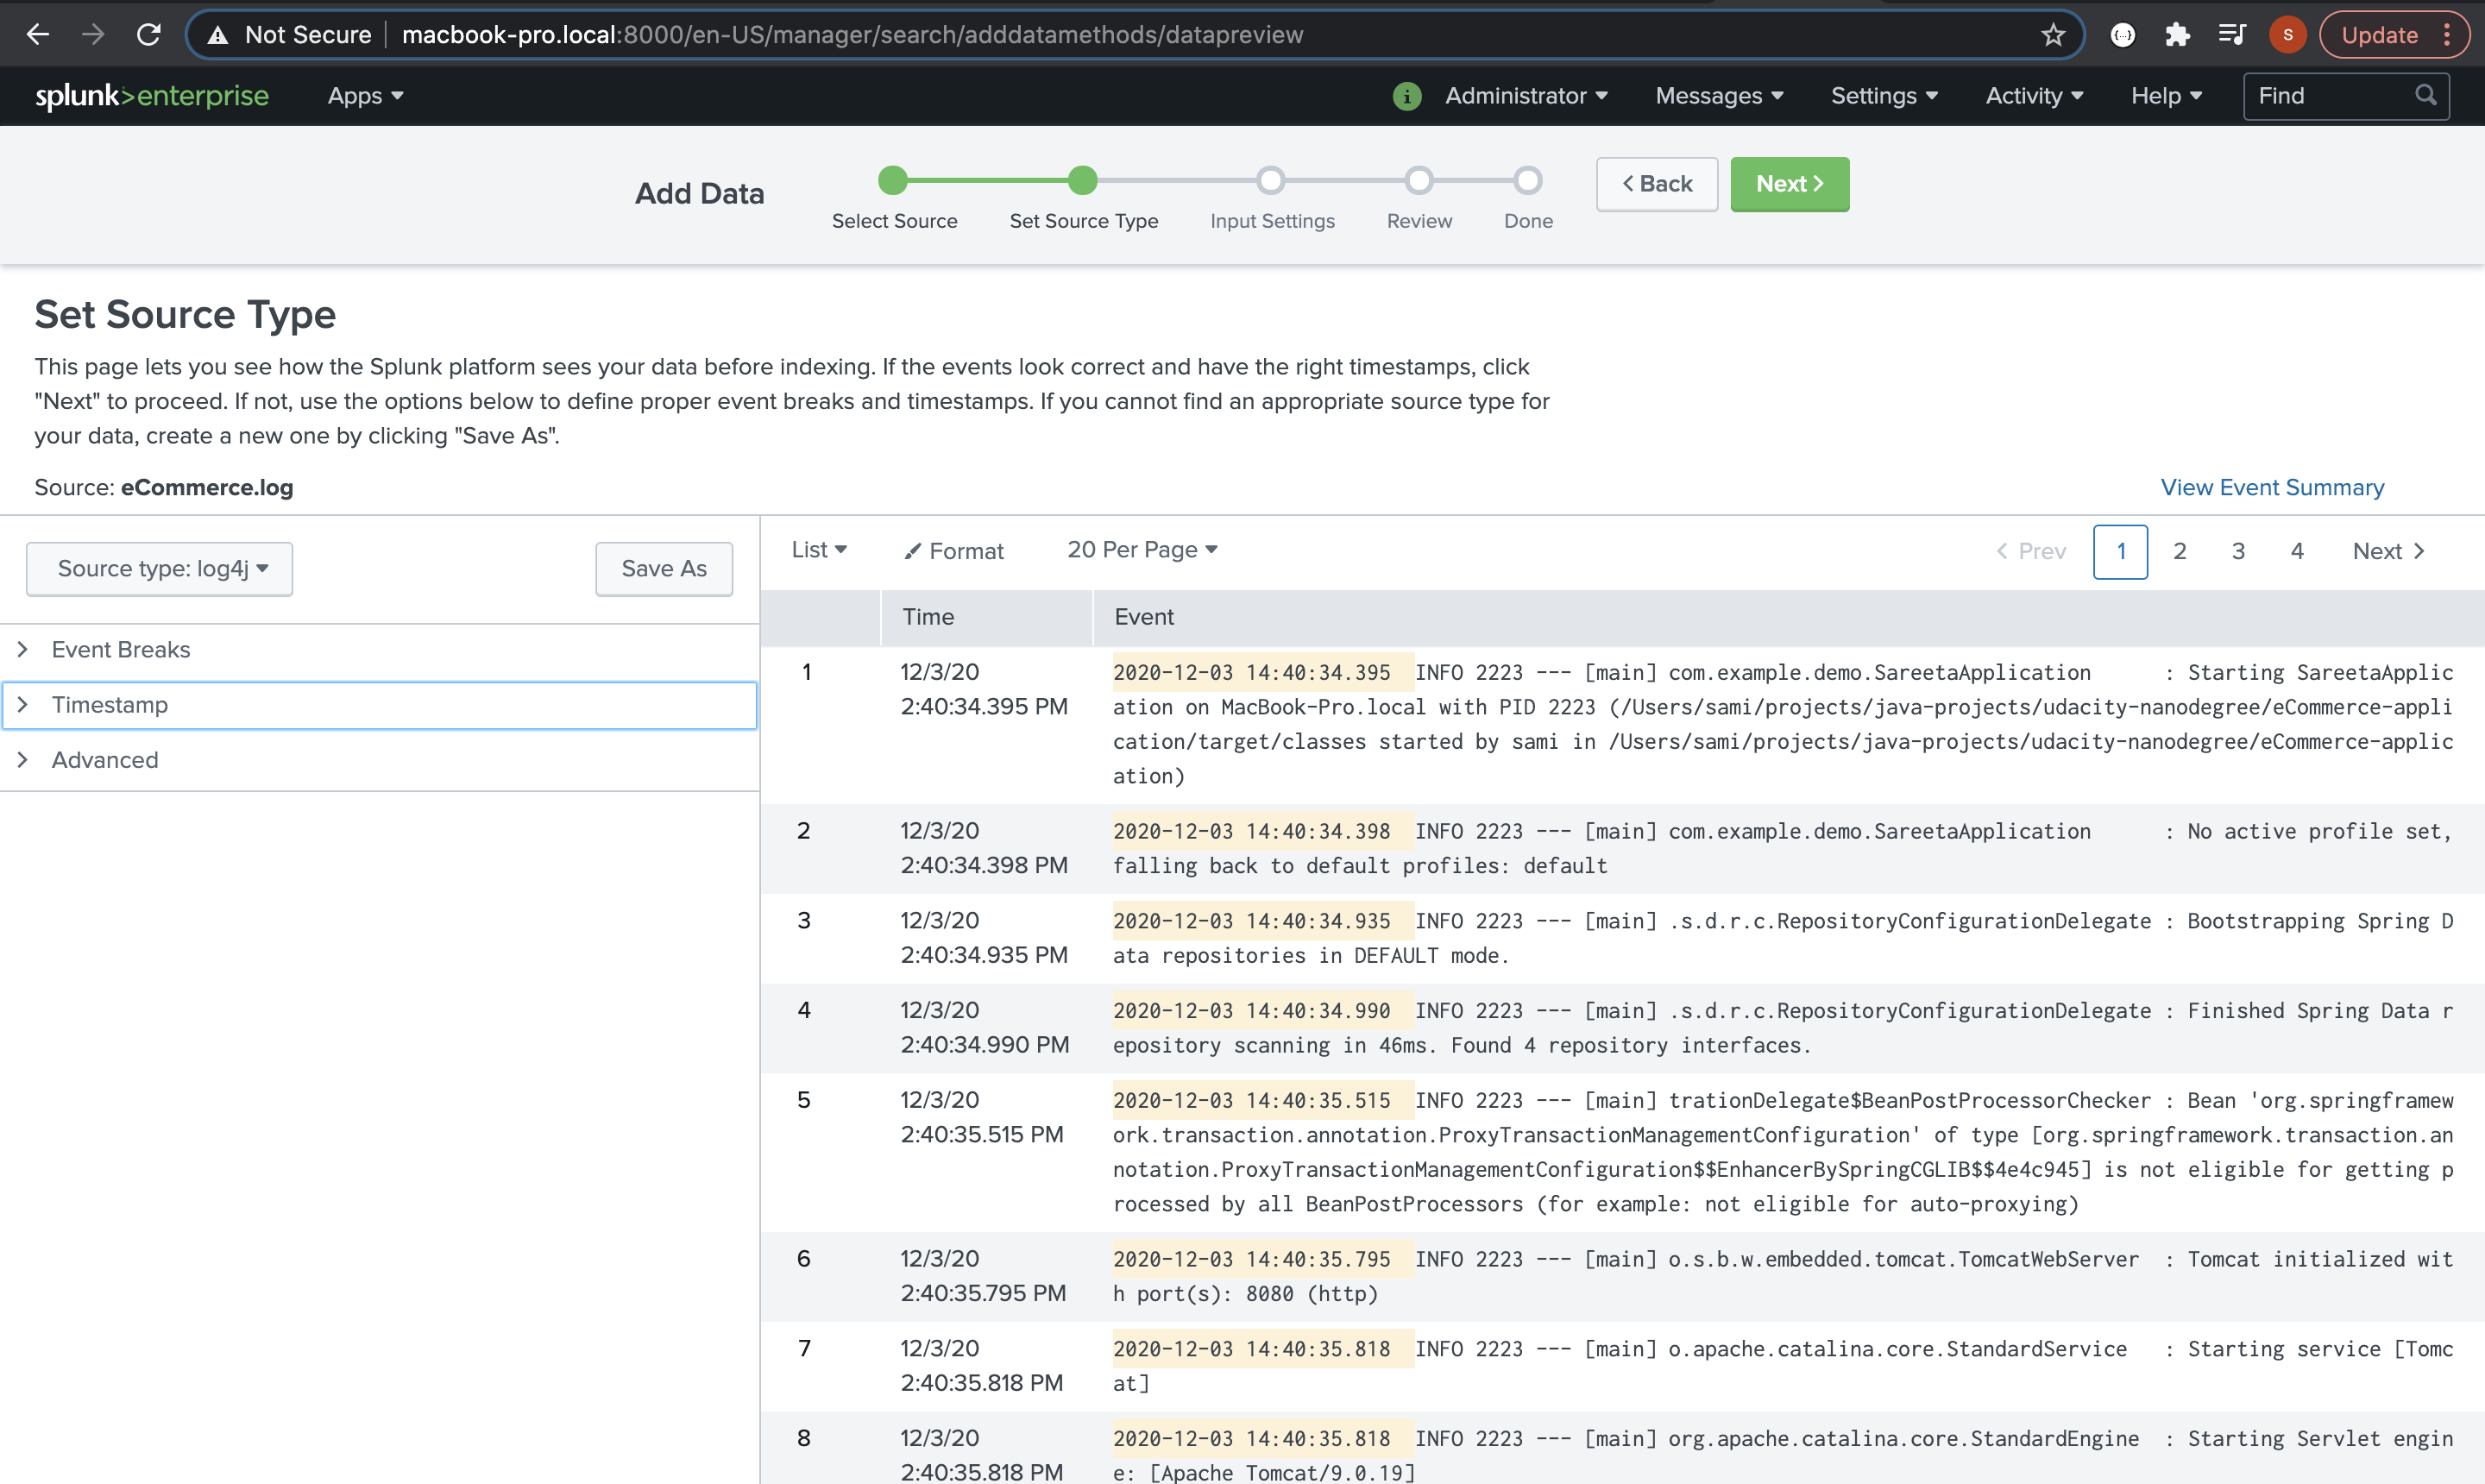 Not Secure macbook-pro.local:8000/en-US/manager/search/adddatamethods/datapreview S Update
splunk>enterprise Apps i Administrator Messages Settings Activity Help Find
Add Data
Select Source Set Source Type Input Settings Review Done
Back Next
Set Source Type
This page lets you see how the Splunk platform sees your data before indexing. If the events look correct and have the right timestamps, click
"Next" to proceed. If not, use the options below to define proper event breaks and timestamps. If you cannot find an appropriate source type for
your data, create a new one by clicking "Save As".
Source: eCommerce.log View Event Summary
Source type: log4j Save As
Event Breaks
Timestamp
Advanced
List Format 20 Per Page Prev 1 2 3 4 Next
Time Event
1 12/3/20 2020-12-03 14:40:34.395 INFO 2223 --- [main] com.example.demo.SareetaApplication : Starting SareetaApplic
2:40:34.395 PM ation on MacBook-Pro.local with PID 2223 (/Users/sami/projects/java-projects/udacity-nanodegree/eCommerce-appli
cation/target/classes started by sami in /Users/sami/projects/java-projects/udacity-nanodegree/eCommerce-applic
ation)
2 12/3/20 2020-12-03 14:40:34.398 INFO 2223 --- [main] com.example.demo.SareetaApplication : No active profile set,
2:40:34.398 PM falling back to default profiles: default
3 12/3/20 2020-12-03 14:40:34.935 INFO 2223 --- [main] .s.d.r.c.RepositoryConfigurationDelegate : Bootstrapping Spring D
2:40:34.935 PM ata repositories in DEFAULT mode.
4 12/3/20 2020-12-03 14:40:34.990 INFO 2223 --- [main] .s.d.r.c.RepositoryConfigurationDelegate : Finished Spring Data r
2:40:34.990 PM epository scanning in 46ms. Found 4 repository interfaces.
5 12/3/20 2020-12-03 14:40:35.515 INFO 2223 --- [main] trationDelegate$BeanPostProcessorChecker : Bean 'org.springframew
2:40:35.515 PM ork.transaction.annotation.ProxyTransactionManagementConfiguration' of type [org.springframework.transaction.an
notation.ProxyTransactionManagementConfiguration$$EnhancerBySpringCGLIB$$4e4c945] is not eligible for getting p
rocessed by all BeanPostProcessors (for example: not eligible for auto-proxying)
6 12/3/20 2020-12-03 14:40:35.795 INFO 2223 --- [main] o.s.b.w.embedded.tomcat.TomcatWebServer : Tomcat initialized wit
2:40:35.795 PM h port(s): 8080 (http)
7 12/3/20 2020-12-03 14:40:35.818 INFO 2223 --- [main] o.apache.catalina.core.StandardService : Starting service [Tomc
2:40:35.818 PM at]
8 12/3/20 2020-12-03 14:40:35.818 INFO 2223 --- [main] org.apache.catalina.core.StandardEngine : Starting Servlet engin
2:40:35.818 PM e: [Apache Tomcat/9.0.19]